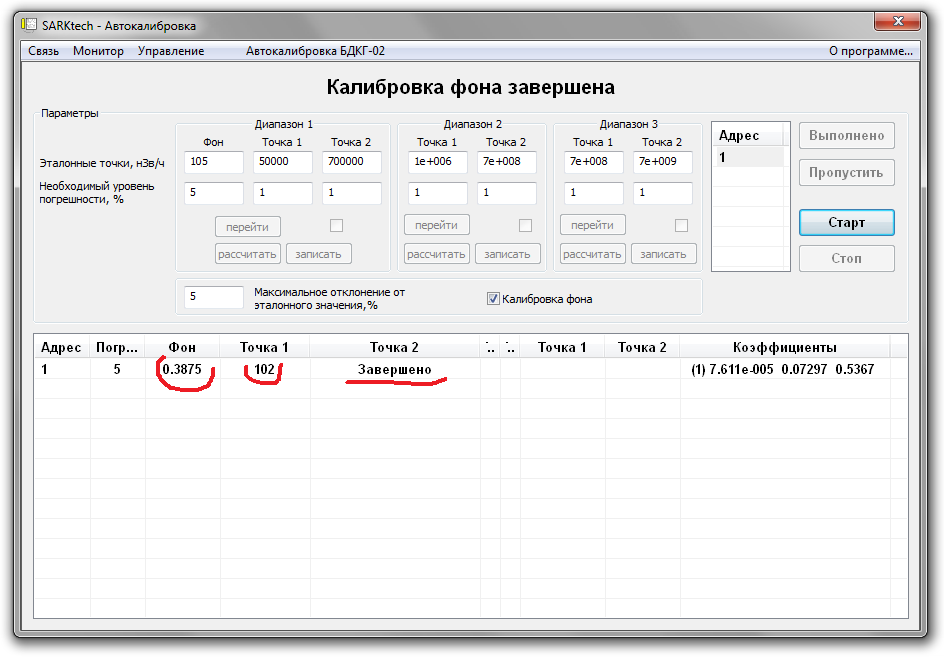 SARKtech - Автокалибровка
Связь Монитор Управление Автокалибровка БДКГ-02 О программе...
Калибровка фона завершена
Параметры
Диапазон 1 Диапазон 2 Диапазон 3
Фон Точка 1 Точка 2 Точка 1 Точка 2 Точка 1 Точка 2
Эталонные точки, нЗв/ч 105 50000 700000 1e+006 7e+008 7e+008 7e+009
Необходимый уровень
погрешности, % 5 1 1 1 1 1 1
перейти перейти перейти
рассчитать записать рассчитать записать рассчитать записать
5 Максимальное отклонение от
эталонного значения,% Калибровка фона
Адрес
1
Выполнено
Пропустить
Старт
Стоп
Адрес Погр... Фон Точка 1 Точка 2 .. .. Точка 1 Точка 2 Коэффициенты
1 5 0.3875 102 Завершено (1) 7.611e-005 0.07297 0.5367